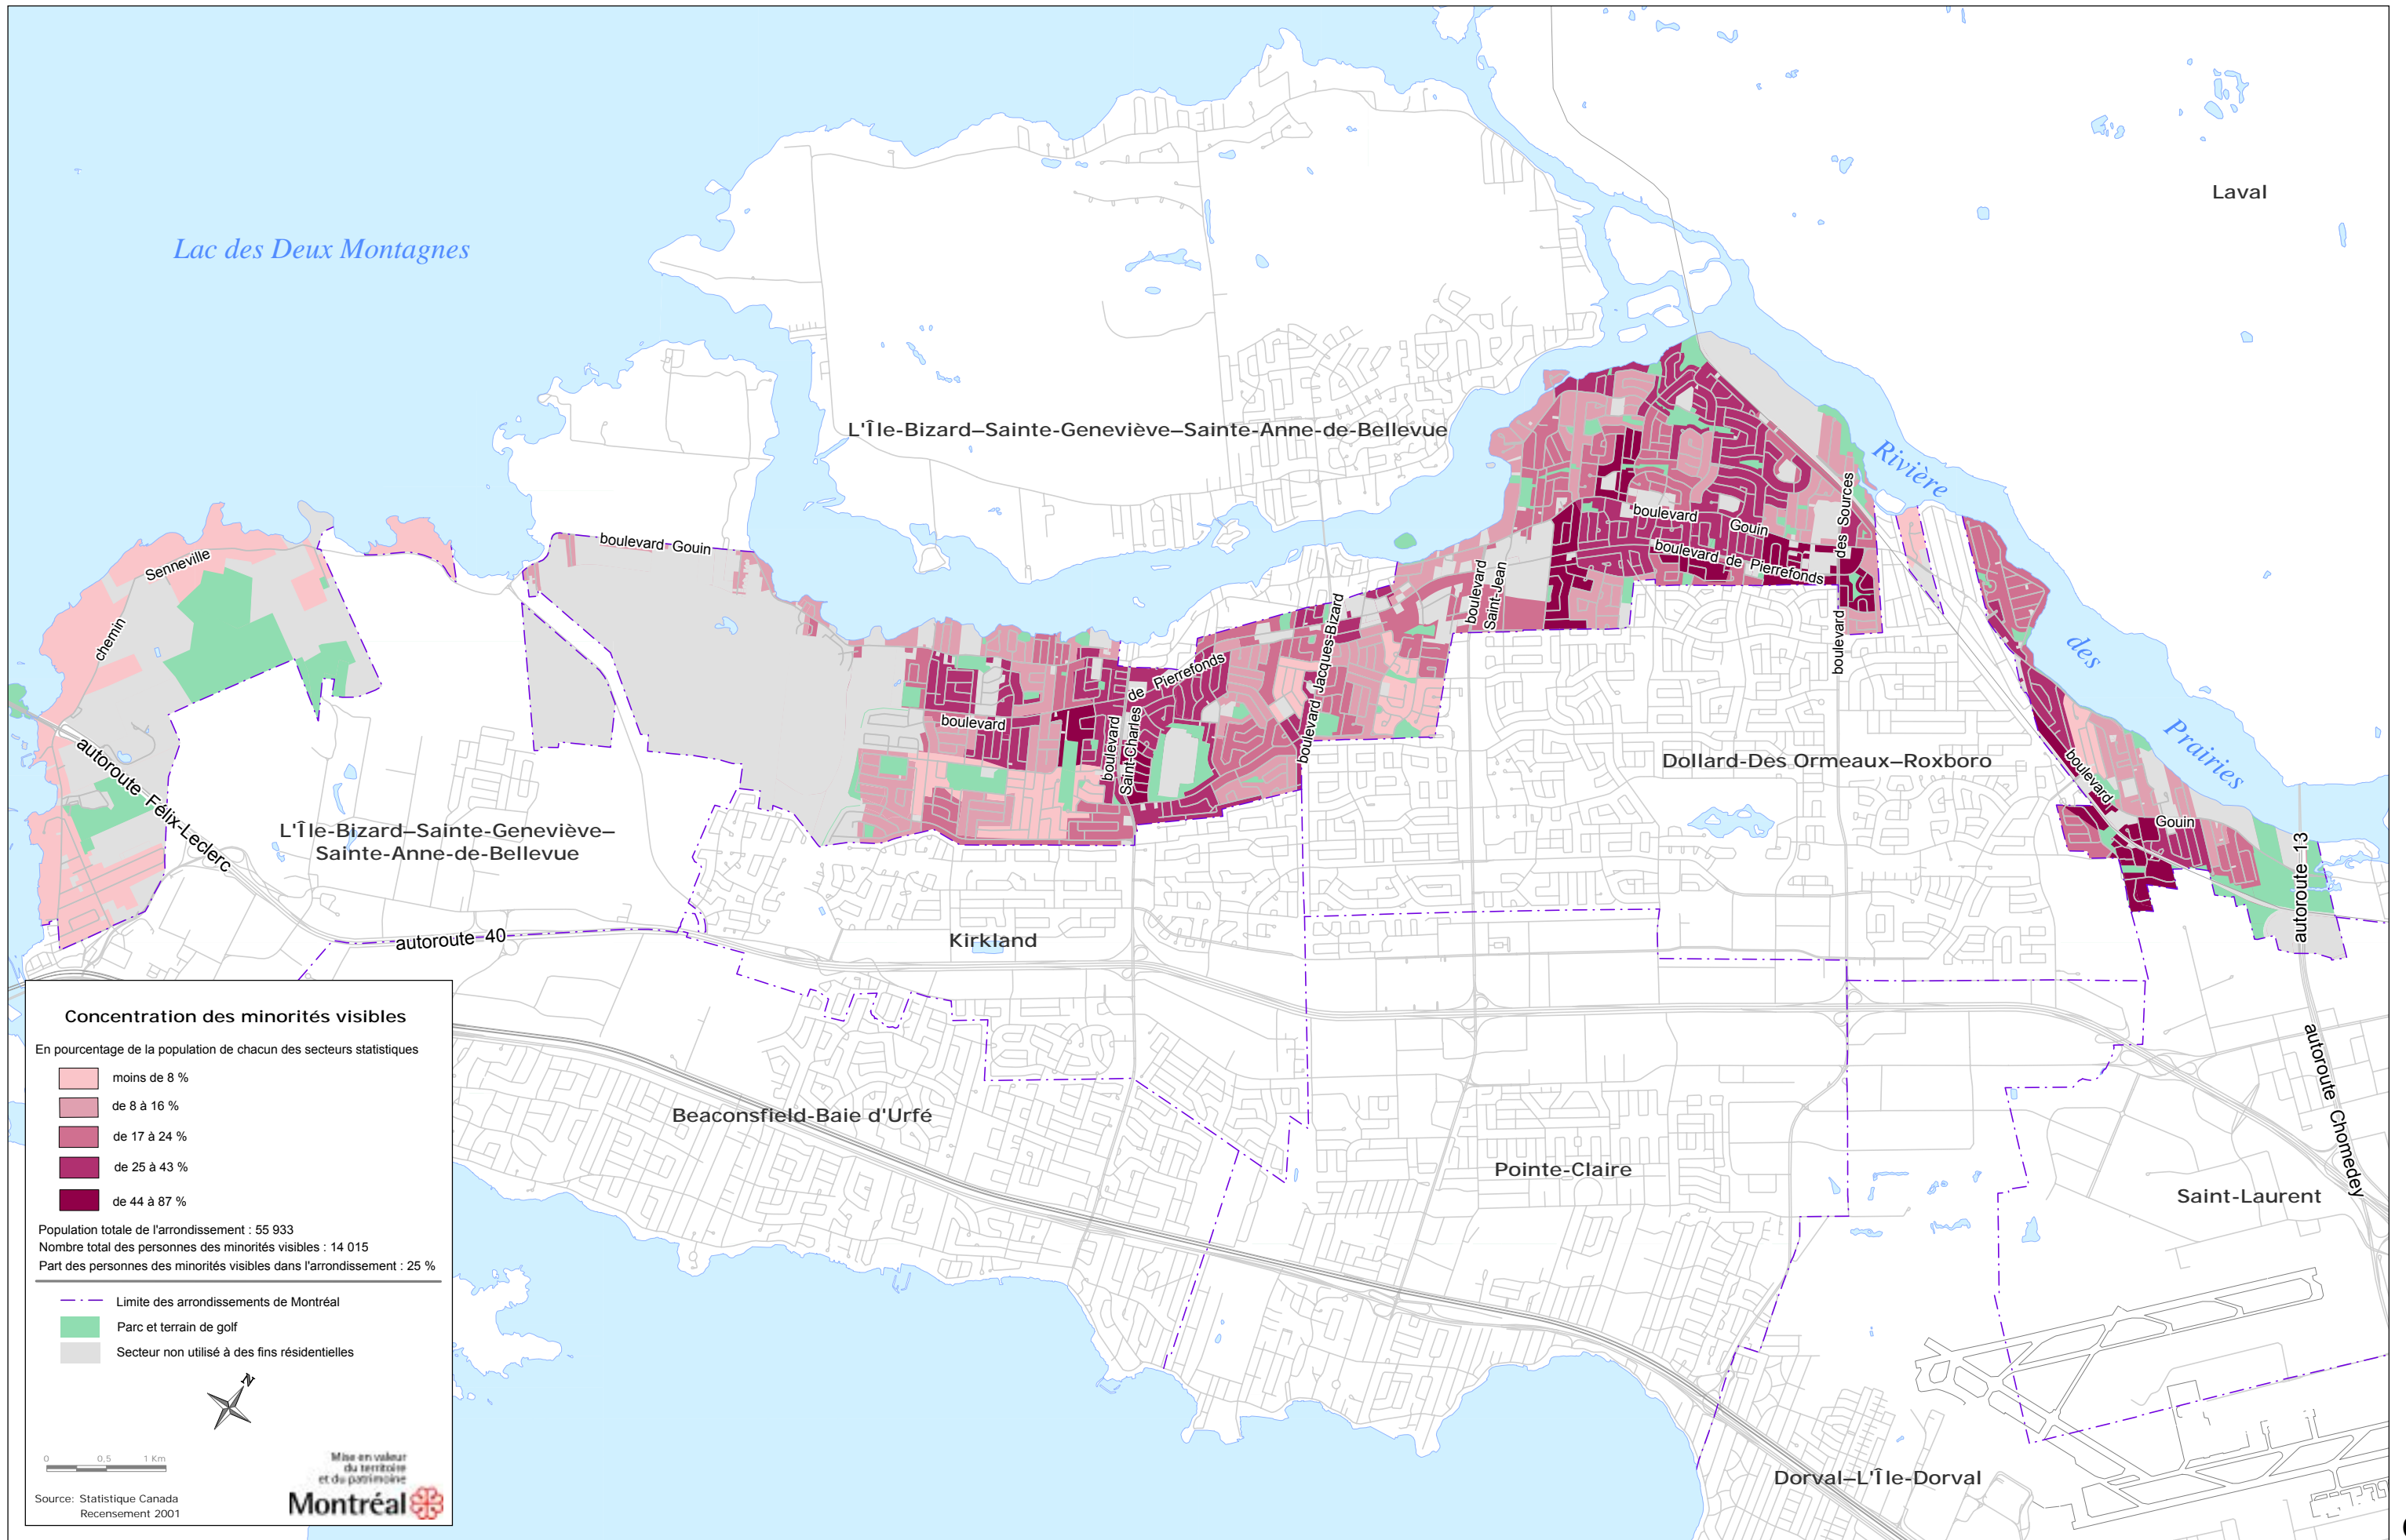 Laval
Lac des Deux Montagnes
L'Île-Bizard–Sainte-Geneviève–Sainte-Anne-de-Bellevue
Rivière
des
Prairies
boulevard Gouin
Senneville
chemin
boulevard
Gouin
boulevard de Pierrefonds
des Sources
boulevard
boulevard
Saint-Jean
boulevard Jacques-Bizard
de Pierrefonds
boulevard
boulevard
Saint-Charles
autoroute Félix-Leclerc
Dollard-Des Ormeaux–Roxboro
boulevard
Gouin
autoroute 13
L'Île-Bizard–Sainte-Geneviève–
Sainte-Anne-de-Bellevue
autoroute 40
Kirkland
autoroute Chomedey
Beaconsfield-Baie d'Urfé
Pointe-Claire
Saint-Laurent
Dorval–L'Île-Dorval
Concentration des minorités visibles
En pourcentage de la population de chacun des secteurs statistiques
moins de 8 %
de 8 à 16 %
de 17 à 24 %
de 25 à 43 %
de 44 à 87 %
Population totale de l'arrondissement : 55 933
Nombre total des personnes des minorités visibles : 14 015
Part des personnes des minorités visibles dans l'arrondissement : 25 %
Limite des arrondissements de Montréal
Parc et terrain de golf
Secteur non utilisé à des fins résidentielles
N
0 0,5 1 Km
Mise en valeur
du territoire
et du patrimoine
Montréal
Source: Statistique Canada
Recensement 2001